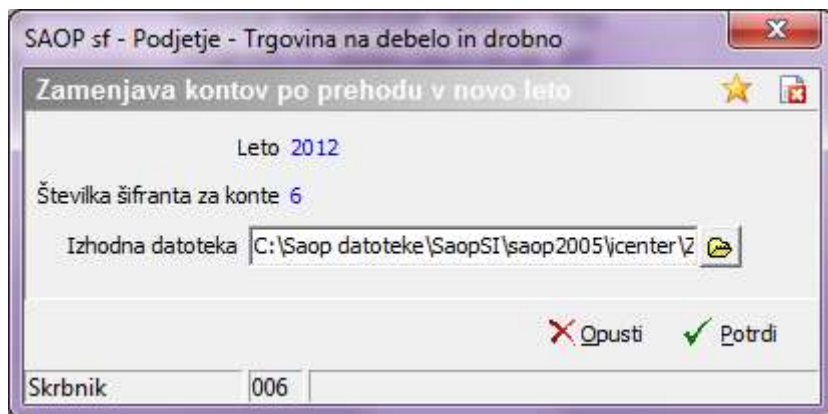 SAOP sf - Podjetje - Trgovina na debelo in drobno
Zamenjava kontov po prehodu v novo leto
Leto 2012
Številka šifranta za konte 6
Izhodna datoteka C:\Saop datoteke\SaopSI\saop2005\icenter\Z
Opusti Potrdi
Skrbnik 006